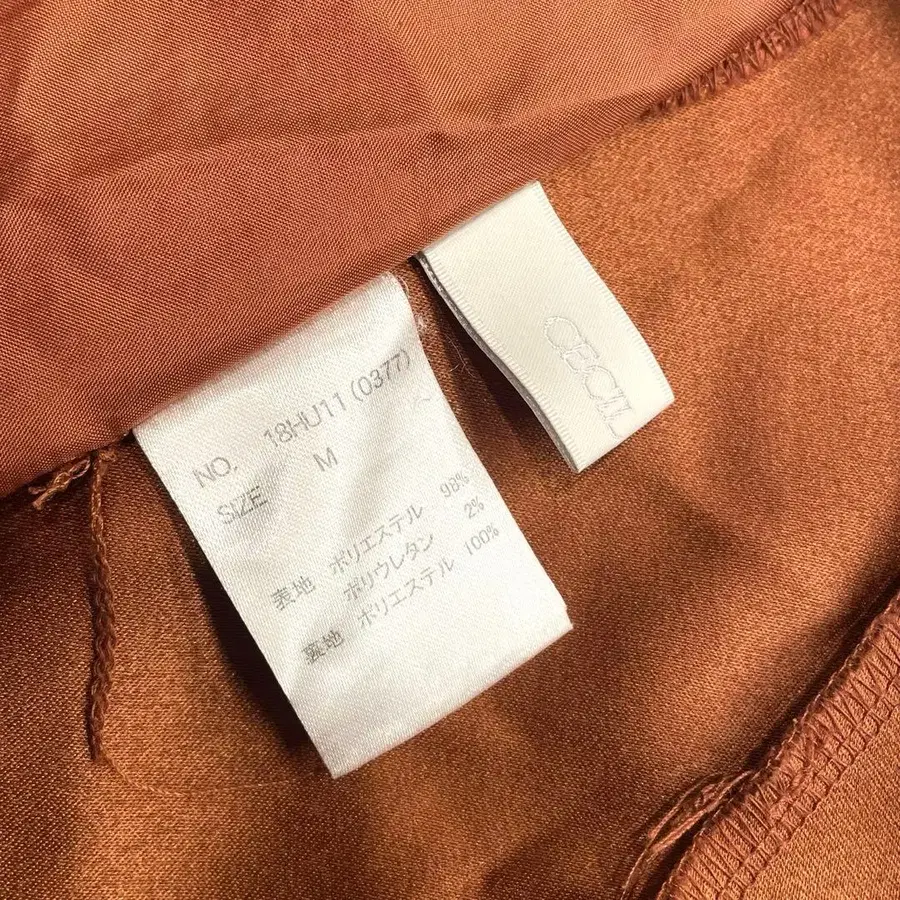 NO. 18HU11(0377)
SIZE M
表地 ポリエステル 98%
ポリウレタン 2%
裏地 ポリエステル 100%